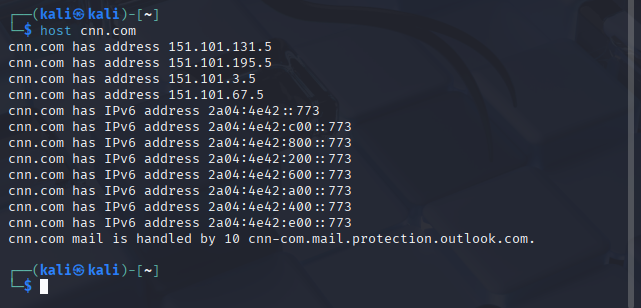 ┌──(kali㉿kali)-[~]
└─$ host cnn.com
cnn.com has address 151.101.131.5
cnn.com has address 151.101.195.5
cnn.com has address 151.101.3.5
cnn.com has address 151.101.67.5
cnn.com has IPv6 address 2a04:4e42::773
cnn.com has IPv6 address 2a04:4e42:c00::773
cnn.com has IPv6 address 2a04:4e42:800::773
cnn.com has IPv6 address 2a04:4e42:200::773
cnn.com has IPv6 address 2a04:4e42:600::773
cnn.com has IPv6 address 2a04:4e42:a00::773
cnn.com has IPv6 address 2a04:4e42:400::773
cnn.com has IPv6 address 2a04:4e42:e00::773
cnn.com mail is handled by 10 cnn-com.mail.protection.outlook.com.
┌──(kali㉿kali)-[~]
└─$